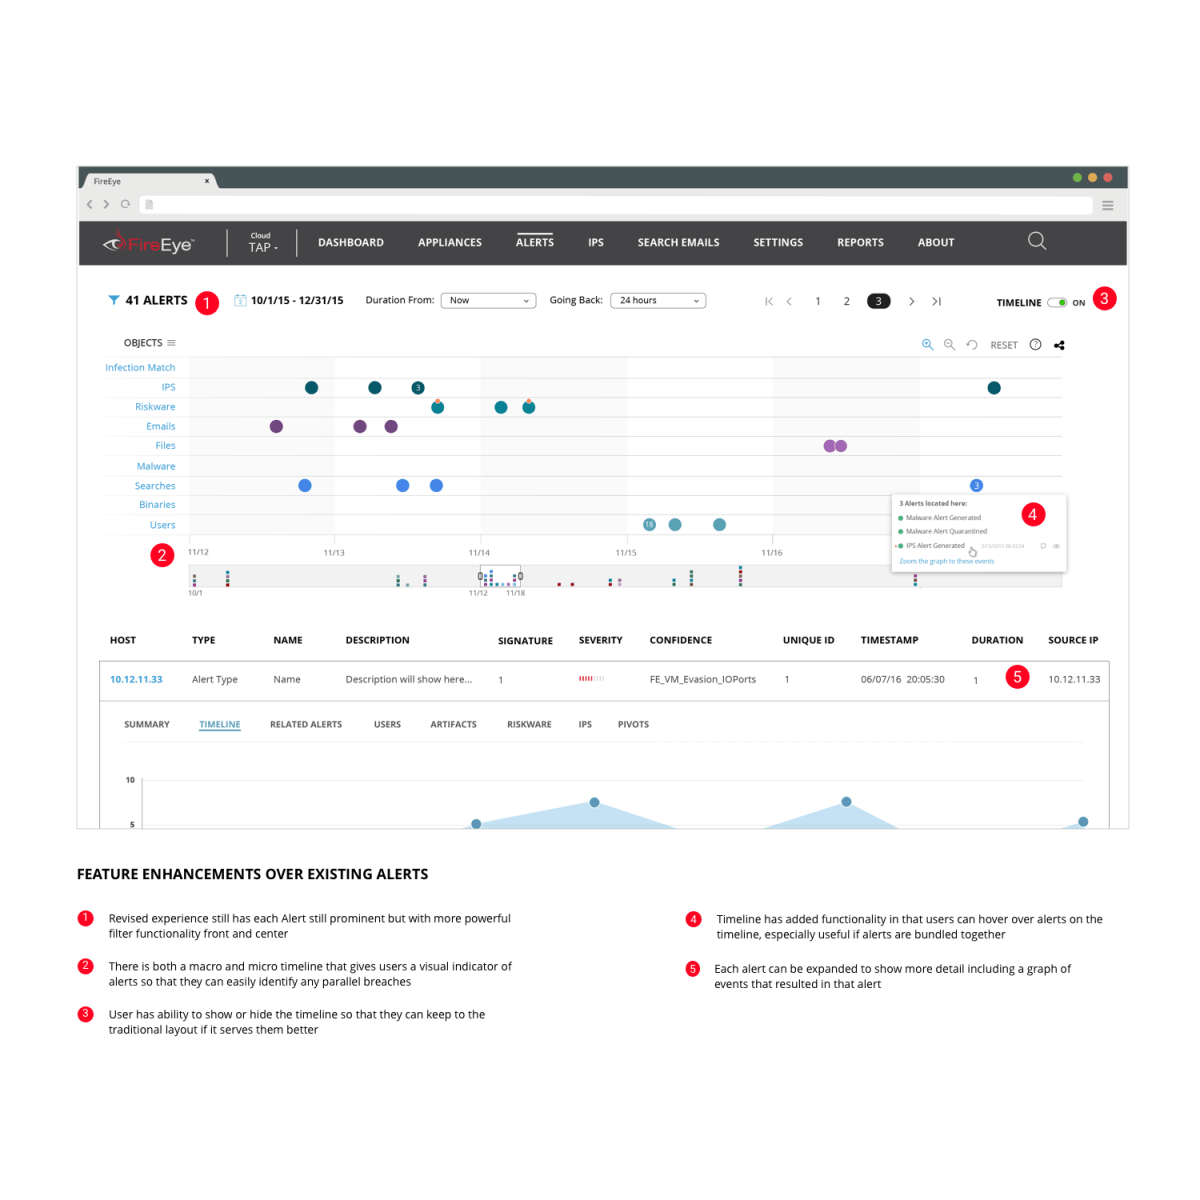 FireEye
x
FireEye™
Cloud
TAP
DASHBOARD
APPLIANCES
ALERTS
IPS
SEARCH EMAILS
SETTINGS
REPORTS
ABOUT
41 ALERTS
1
10/1/15 - 12/31/15
Duration From:
Now
Going Back:
24 hours
1
2
3
TIMELINE
ON
3
OBJECTS
RESET
?
Infection Match
IPS
3
Riskware
Emails
Files
Malware
Searches
3
Binaries
Users
18
3 Alerts located here:
Malware Alert Generated
Malware Alert Quarantined
IPS Alert Generated
Zoom the graph to these events
4
2
11/12
11/13
11/14
11/15
11/16
10/1
11/12
11/18
HOST
TYPE
NAME
DESCRIPTION
SIGNATURE
SEVERITY
CONFIDENCE
UNIQUE ID
TIMESTAMP
DURATION
SOURCE IP
10.12.11.33
Alert Type
Name
Description will show here...
1
FE_VM_Evasion_IOPorts
1
06/07/16 20:05:30
1
5
10.12.11.33
SUMMARY
TIMELINE
RELATED ALERTS
USERS
ARTIFACTS
RISKWARE
IPS
PIVOTS
10
5
FEATURE ENHANCEMENTS OVER EXISTING ALERTS
1
Revised experience still has each Alert still prominent but with more powerful
filter functionality front and center
2
There is both a macro and micro timeline that gives users a visual indicator of
alerts so that they can easily identify any parallel breaches
3
User has ability to show or hide the timeline so that they can keep to the
traditional layout if it serves them better
4
Timeline has added functionality in that users can hover over alerts on the
timeline, especially useful if alerts are bundled together
5
Each alert can be expanded to show more detail including a graph of
events that resulted in that alert